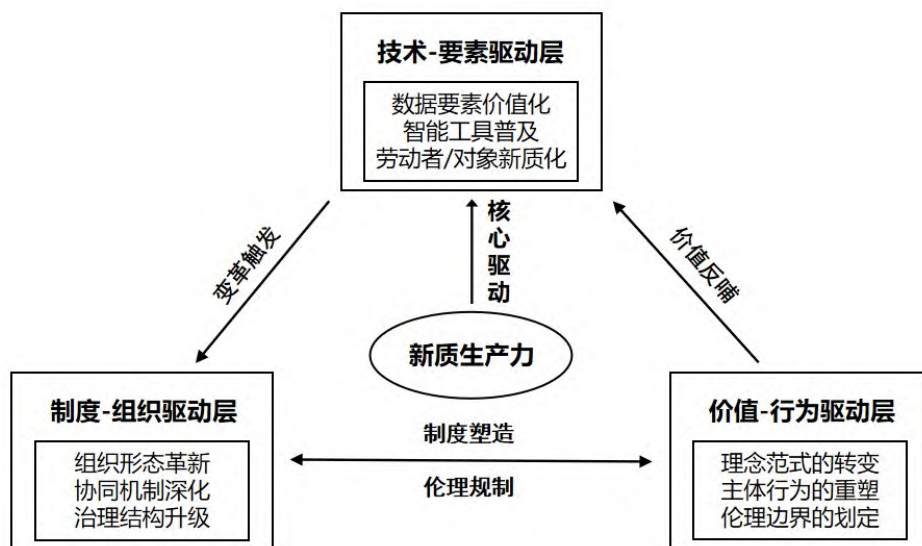 技术-要素驱动层
数据要素价值化
智能工具普及
劳动者/对象新质化
变革触发
核心驱动
价值反哺
新质生产力
制度-组织驱动层
组织形态革新
协同机制深化
治理结构升级
制度塑造
伦理规制
价值-行为驱动层
理念范式的转变
主体行为的重塑
伦理边界的划定